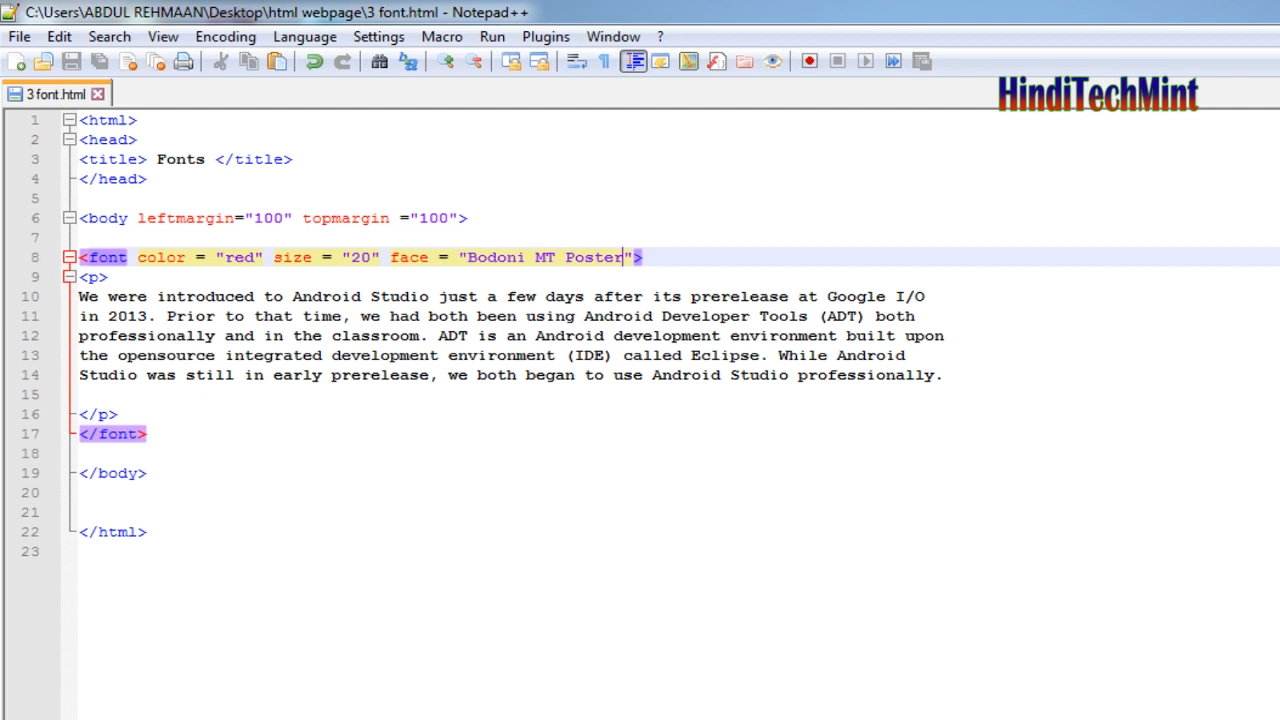 C:\Users\ABDUL REHMAAN\Desktop\html webpage\3 font.html - Notepad++
File Edit Search View Encoding Language Settings Macro Run Plugins Window ?
3 font.html
HindiTechMint
1 <html>
2 <head>
3 <title> Fonts </title>
4 </head>
5
6 <body leftmargin="100" topmargin ="100">
7
8 <font color = "red" size = "20" face = "Bodoni MT Poster">
9 <p>
10 We were introduced to Android Studio just a few days after its prerelease at Google I/O
11 in 2013. Prior to that time, we had both been using Android Developer Tools (ADT) both
12 professionally and in the classroom. ADT is an Android development environment built upon
13 the opensource integrated development environment (IDE) called Eclipse. While Android
14 Studio was still in early prerelease, we both began to use Android Studio professionally.
15
16 </p>
17 </font>
18
19 </body>
20
21
22 </html>
23